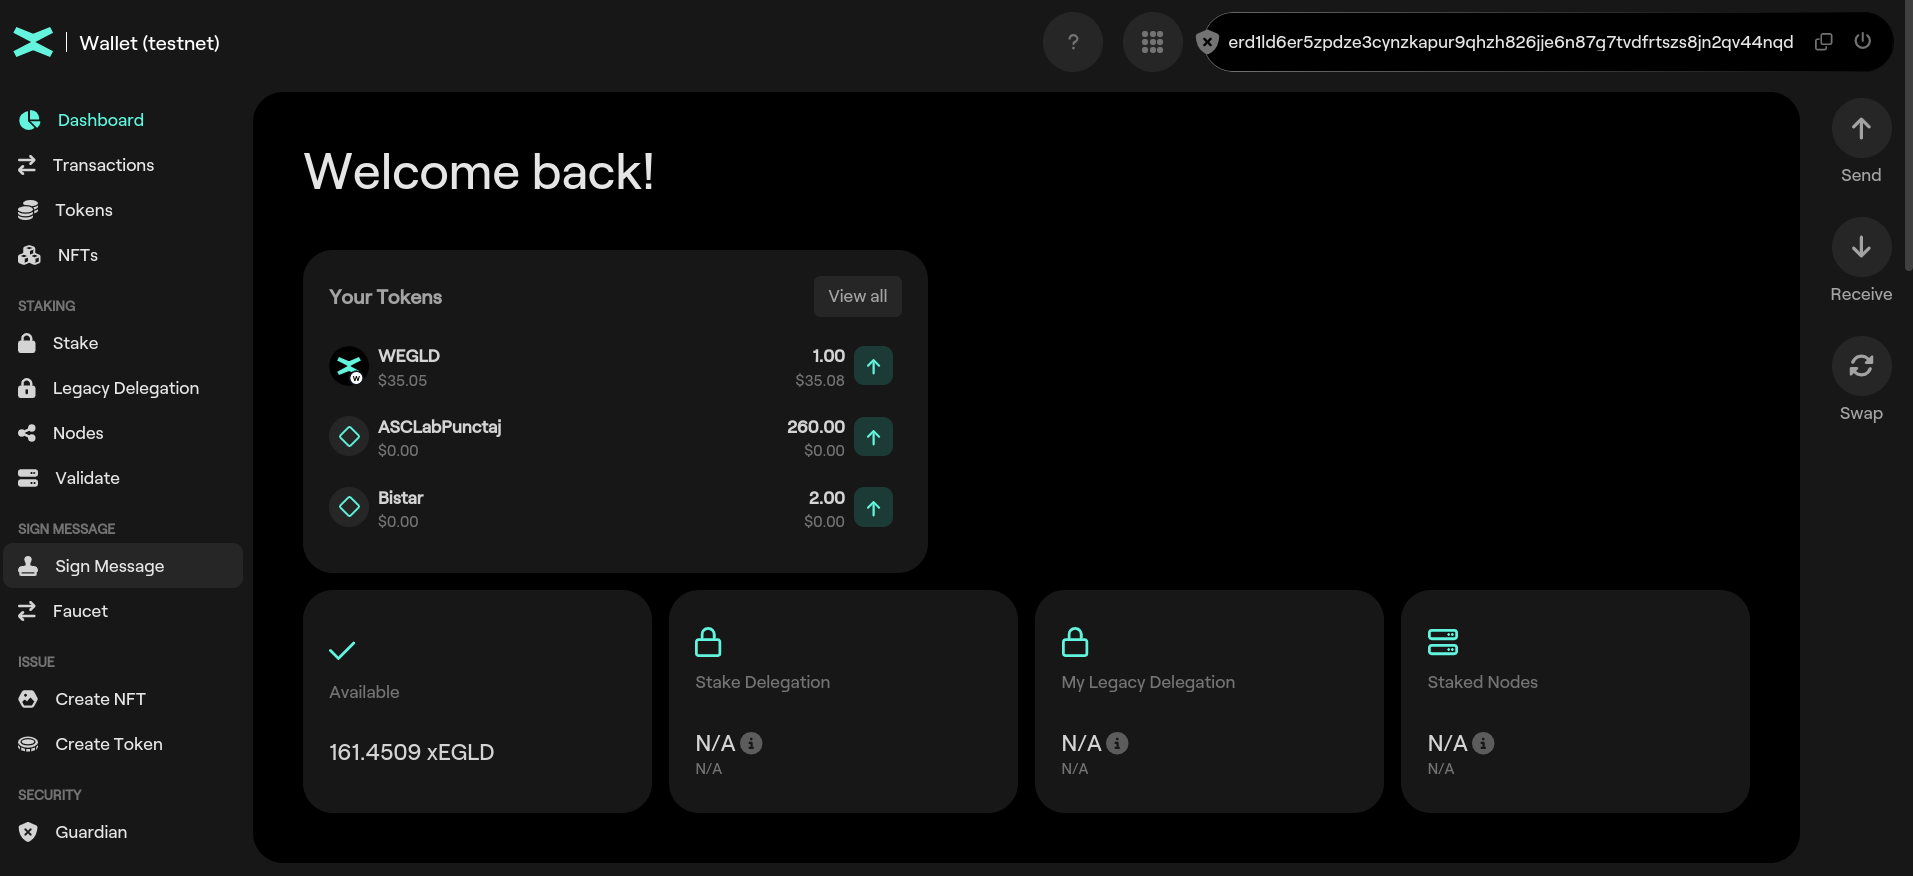 Wallet (testnet)
?
erd1ld6er5zpdze3cynzkapur9qhzh826jje6n87g7tvdfrtszs8jn2qv44nqd
Dashboard
Transactions
Tokens
NFTs
STAKING
Stake
Legacy Delegation
Nodes
Validate
SIGN MESSAGE
Sign Message
Faucet
ISSUE
Create NFT
Create Token
SECURITY
Guardian
Welcome back!
Your Tokens
View all
WEGLD
1.00
$35.05
$35.08
ASCLabPunctaj
260.00
$0.00
$0.00
Bistar
2.00
$0.00
$0.00
Available
161.4509 xEGLD
Stake Delegation
N/A
N/A
My Legacy Delegation
N/A
N/A
Staked Nodes
N/A
N/A
Send
Receive
Swap